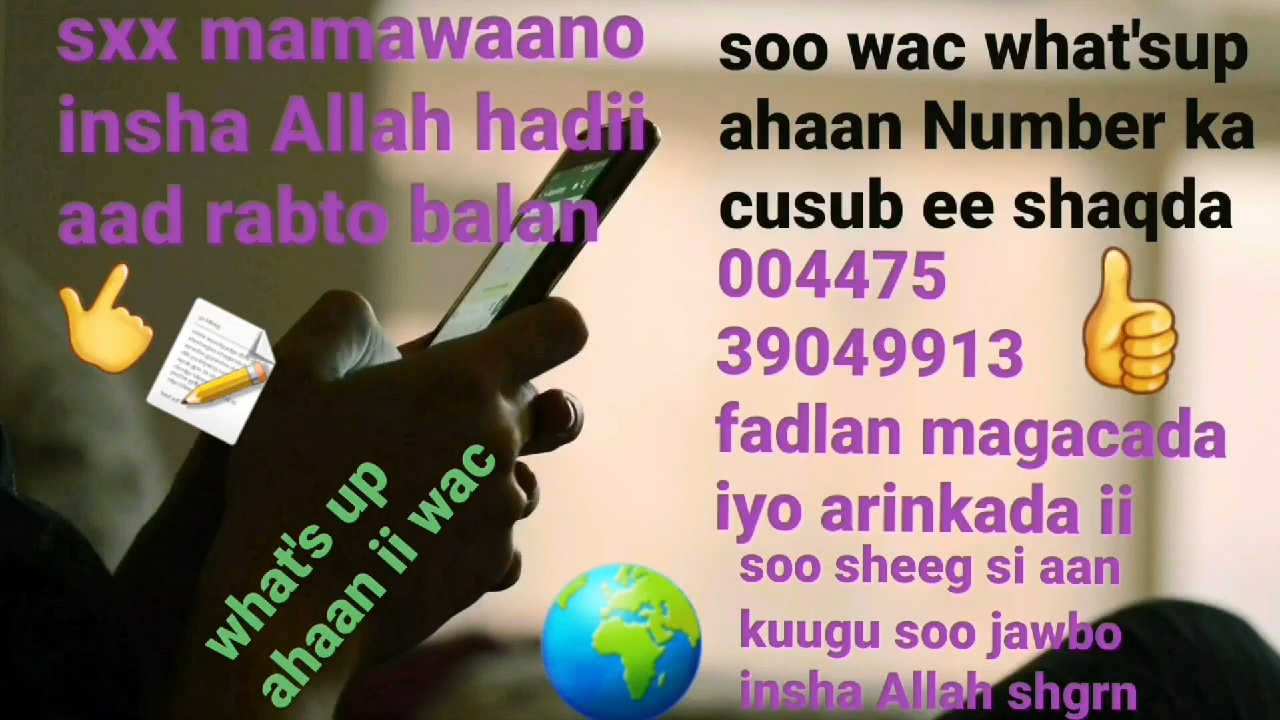 sxx mamawaano
insha Allah hadii
aad rabto balan
what's up
ahaan ii wac
soo wac what'sup
ahaan Number ka
cusub ee shaqda
004475
39049913
fadlan magacada
iyo arinkada ii
soo sheeg si aan
kuugu soo jawbo
insha Allah shgrn